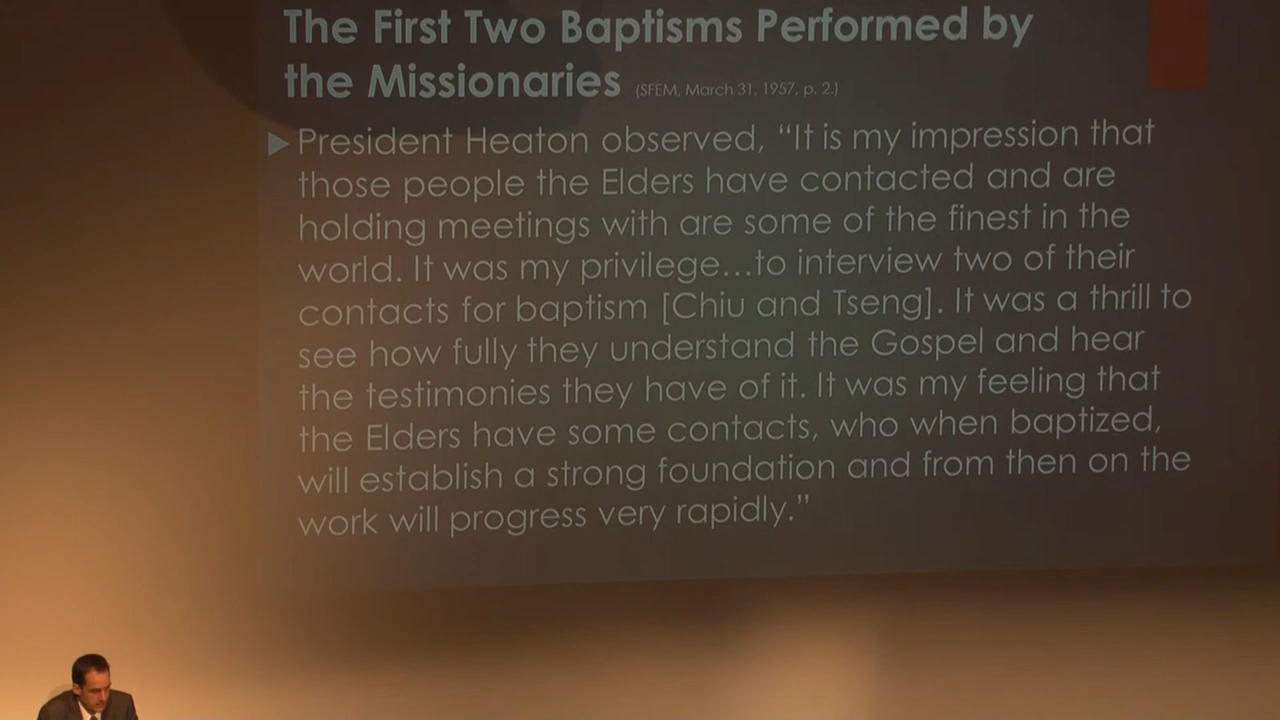 The First Two Baptisms Performed by
the Missionaries (SFEM, March 31, 1957, p. 2.)
President Heaton observed, “It is my impression that
those people the Elders have contacted and are
holding meetings with are some of the finest in the
world. It was my privilege…to interview two of their
contacts for baptism [Chiu and Tseng]. It was a thrill to
see how fully they understand the Gospel and hear
the testimonies they have of it. It was my feeling that
the Elders have some contacts, who when baptized,
will establish a strong foundation and from then on the
work will progress very rapidly.”